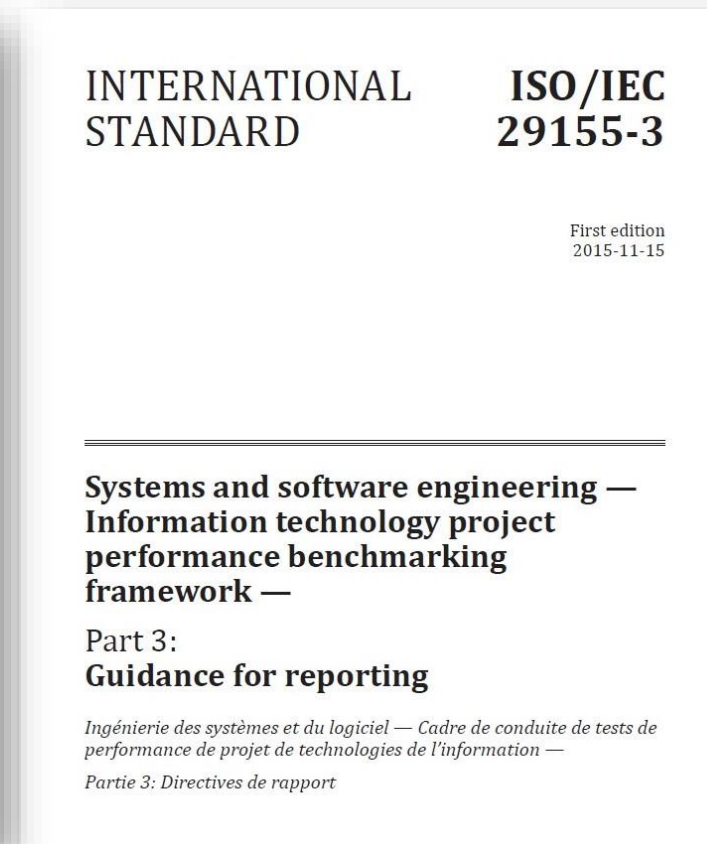 INTERNATIONAL STANDARD
ISO/IEC 29155-3
First edition
2015-11-15
Systems and software engineering —
Information technology project
performance benchmarking
framework —
Part 3:
Guidance for reporting
Ingénierie des systèmes et du logiciel — Cadre de conduite de tests de
performance de projet de technologies de l’information —
Partie 3: Directives de rapport